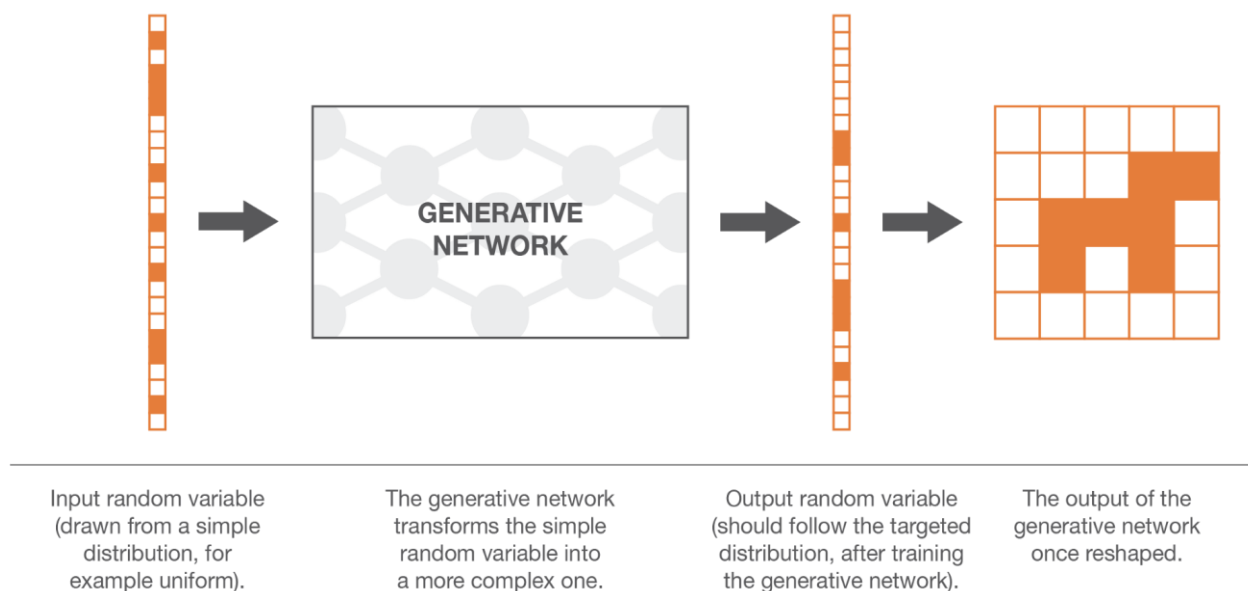 GENERATIVE
NETWORK
Input random variable
(drawn from a simple
distribution, for
example uniform).
The generative network
transforms the simple
random variable into
a more complex one.
Output random variable
(should follow the targeted
distribution, after training
the generative network).
The output of the
generative network
once reshaped.